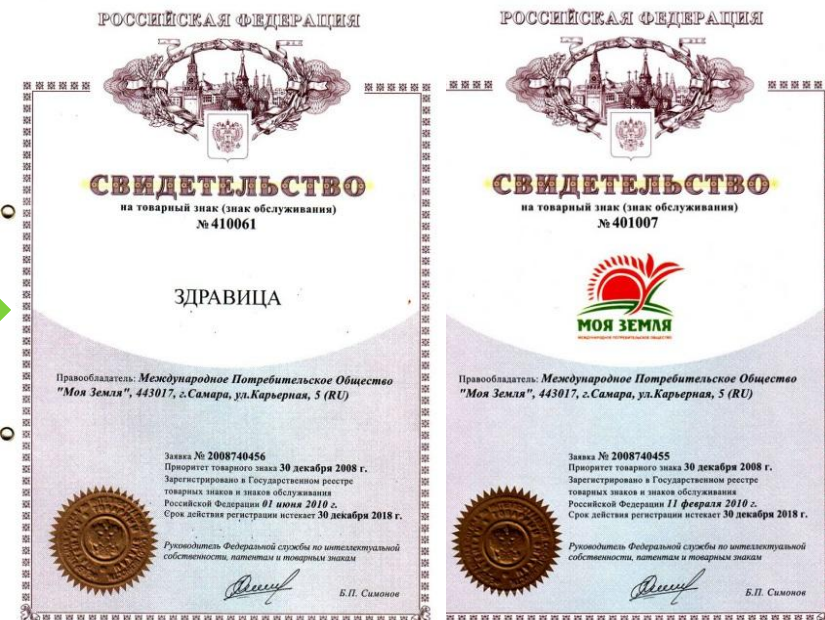 РОССИЙСКАЯ ФЕДЕРАЦИЯ
СВИДЕТЕЛЬСТВО
на товарный знак (знак обслуживания)
№ 410061
ЗДРАВИЦА
Правообладатель: Международное Потребительское Общество
"Моя Земля", 443017, г.Самара, ул.Карьерная, 5 (RU)
Заявка № 2008740456
Приоритет товарного знака 30 декабря 2008 г.
Зарегистрировано в Государственном реестре
товарных знаков и знаков обслуживания
Российской Федерации 01 июня 2010 г.
Срок действия регистрации истекает 30 декабря 2018 г.
Руководитель Федеральной службы по интеллектуальной
собственности, патентам и товарным знакам
Б.П. Симонов
РОССИЙСКАЯ ФЕДЕРАЦИЯ
СВИДЕТЕЛЬСТВО
на товарный знак (знак обслуживания)
№ 401007
МОЯ ЗЕМЛЯ
МЕЖДУНАРОДНОЕ ПОТРЕБИТЕЛЬСКОЕ ОБЩЕСТВО
Правообладатель: Международное Потребительское Общество
"Моя Земля", 443017, г.Самара, ул.Карьерная, 5 (RU)
Заявка № 2008740455
Приоритет товарного знака 30 декабря 2008 г.
Зарегистрировано в Государственном реестре
товарных знаков и знаков обслуживания
Российской Федерации 11 февраля 2010 г.
Срок действия регистрации истекает 30 декабря 2018 г.
Руководитель Федеральной службы по интеллектуальной
собственности, патентам и товарным знакам
Б.П. Симонов